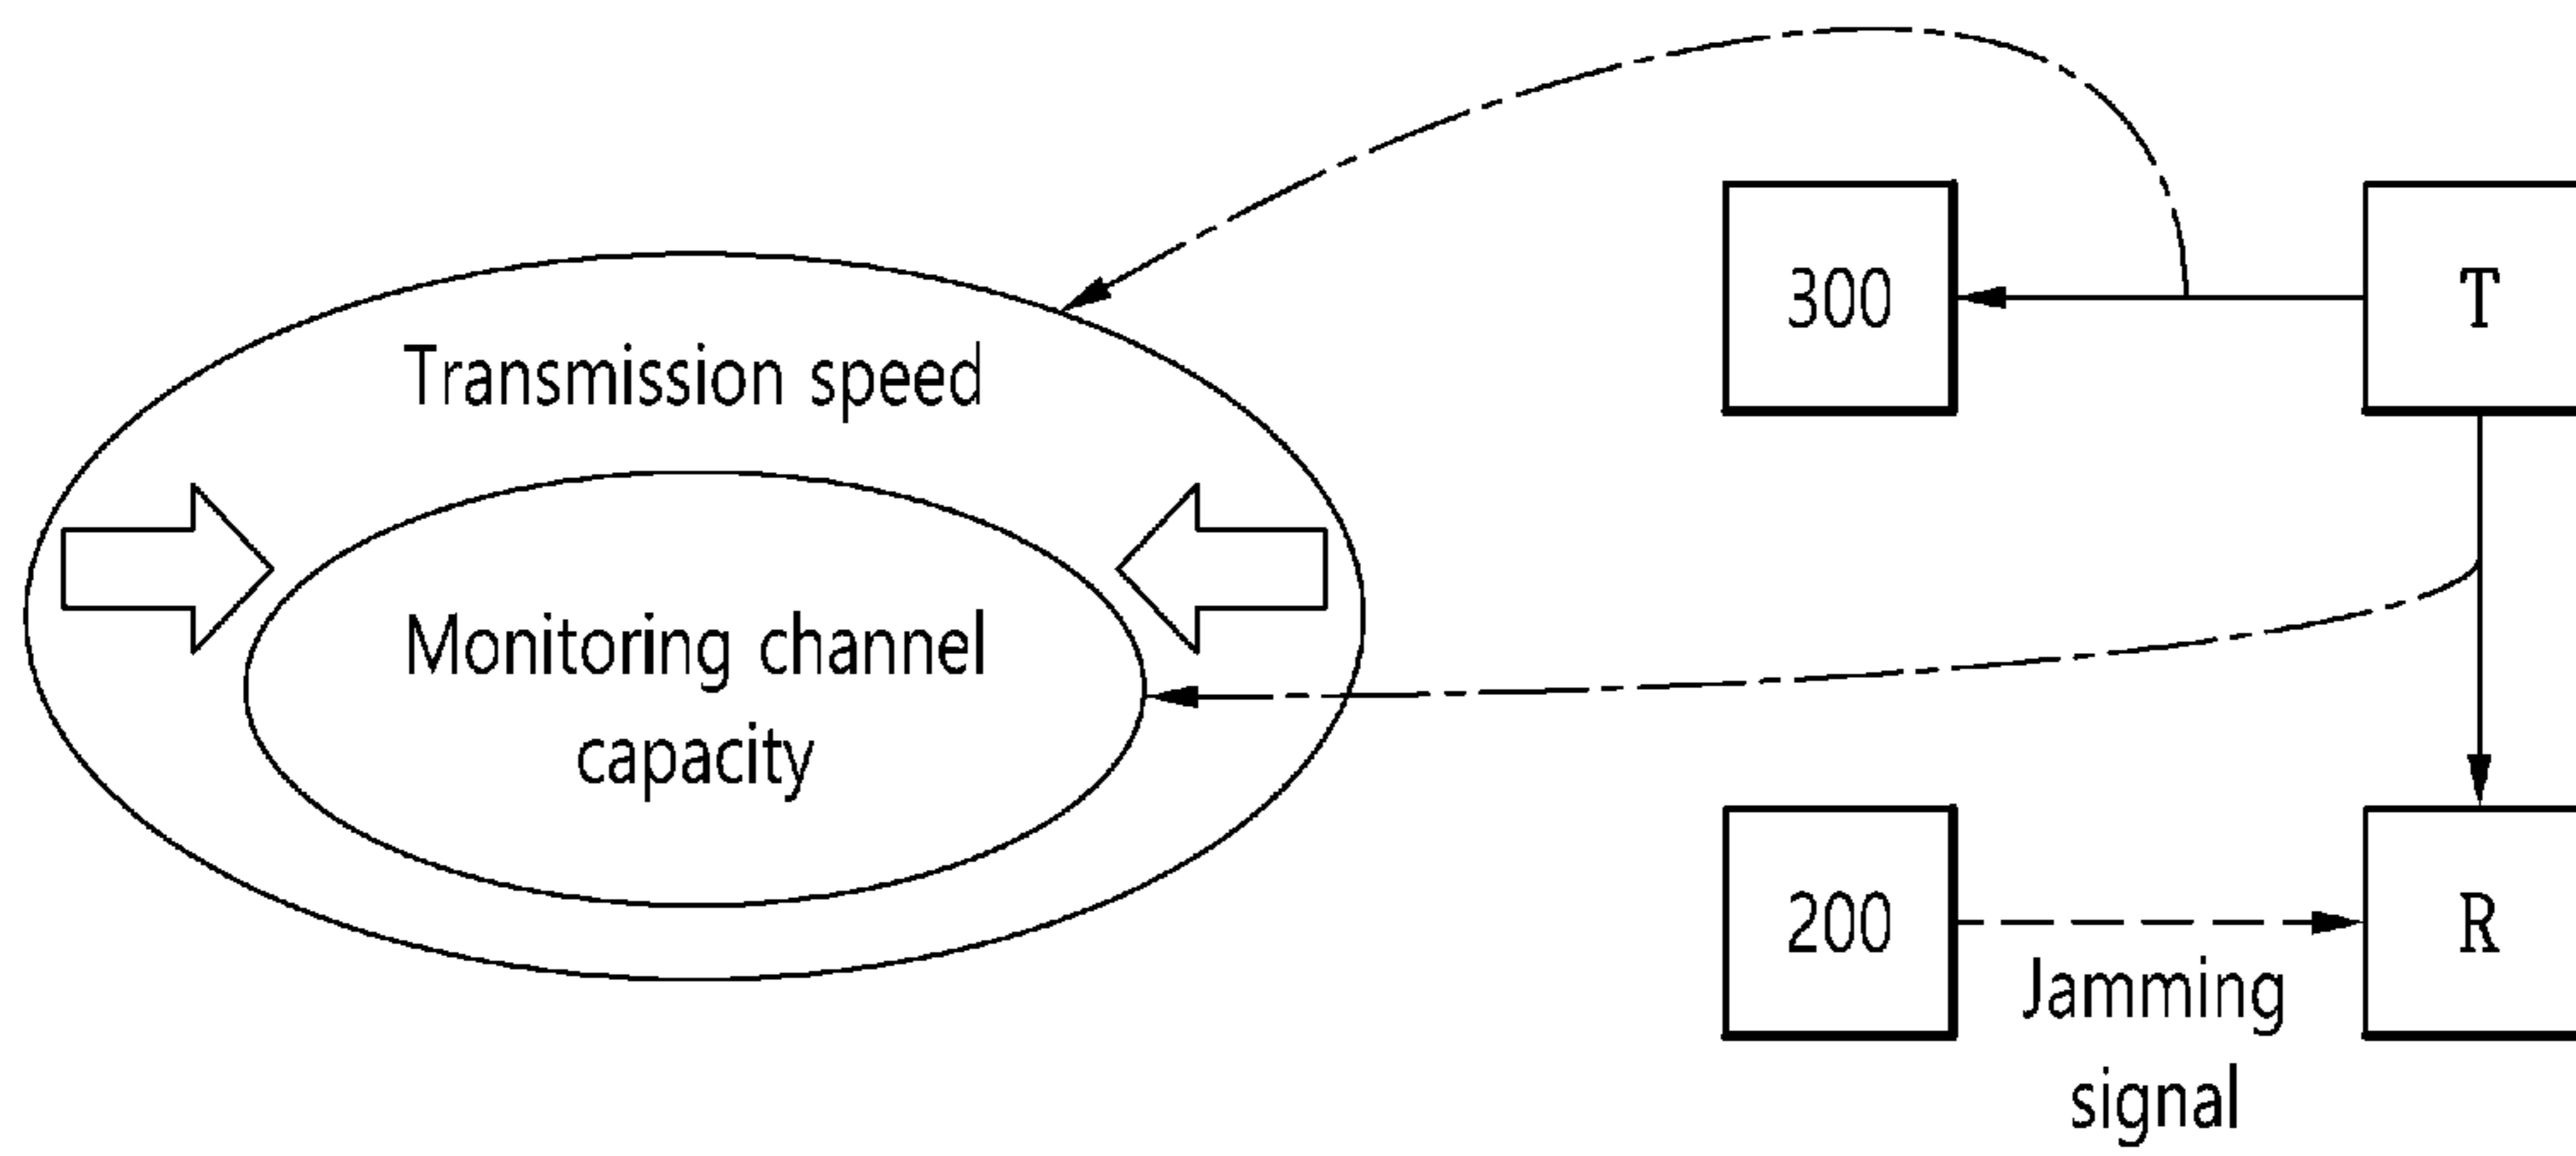 300
T
Transmission speed
Monitoring channel
capacity
200
R
Jamming
signal